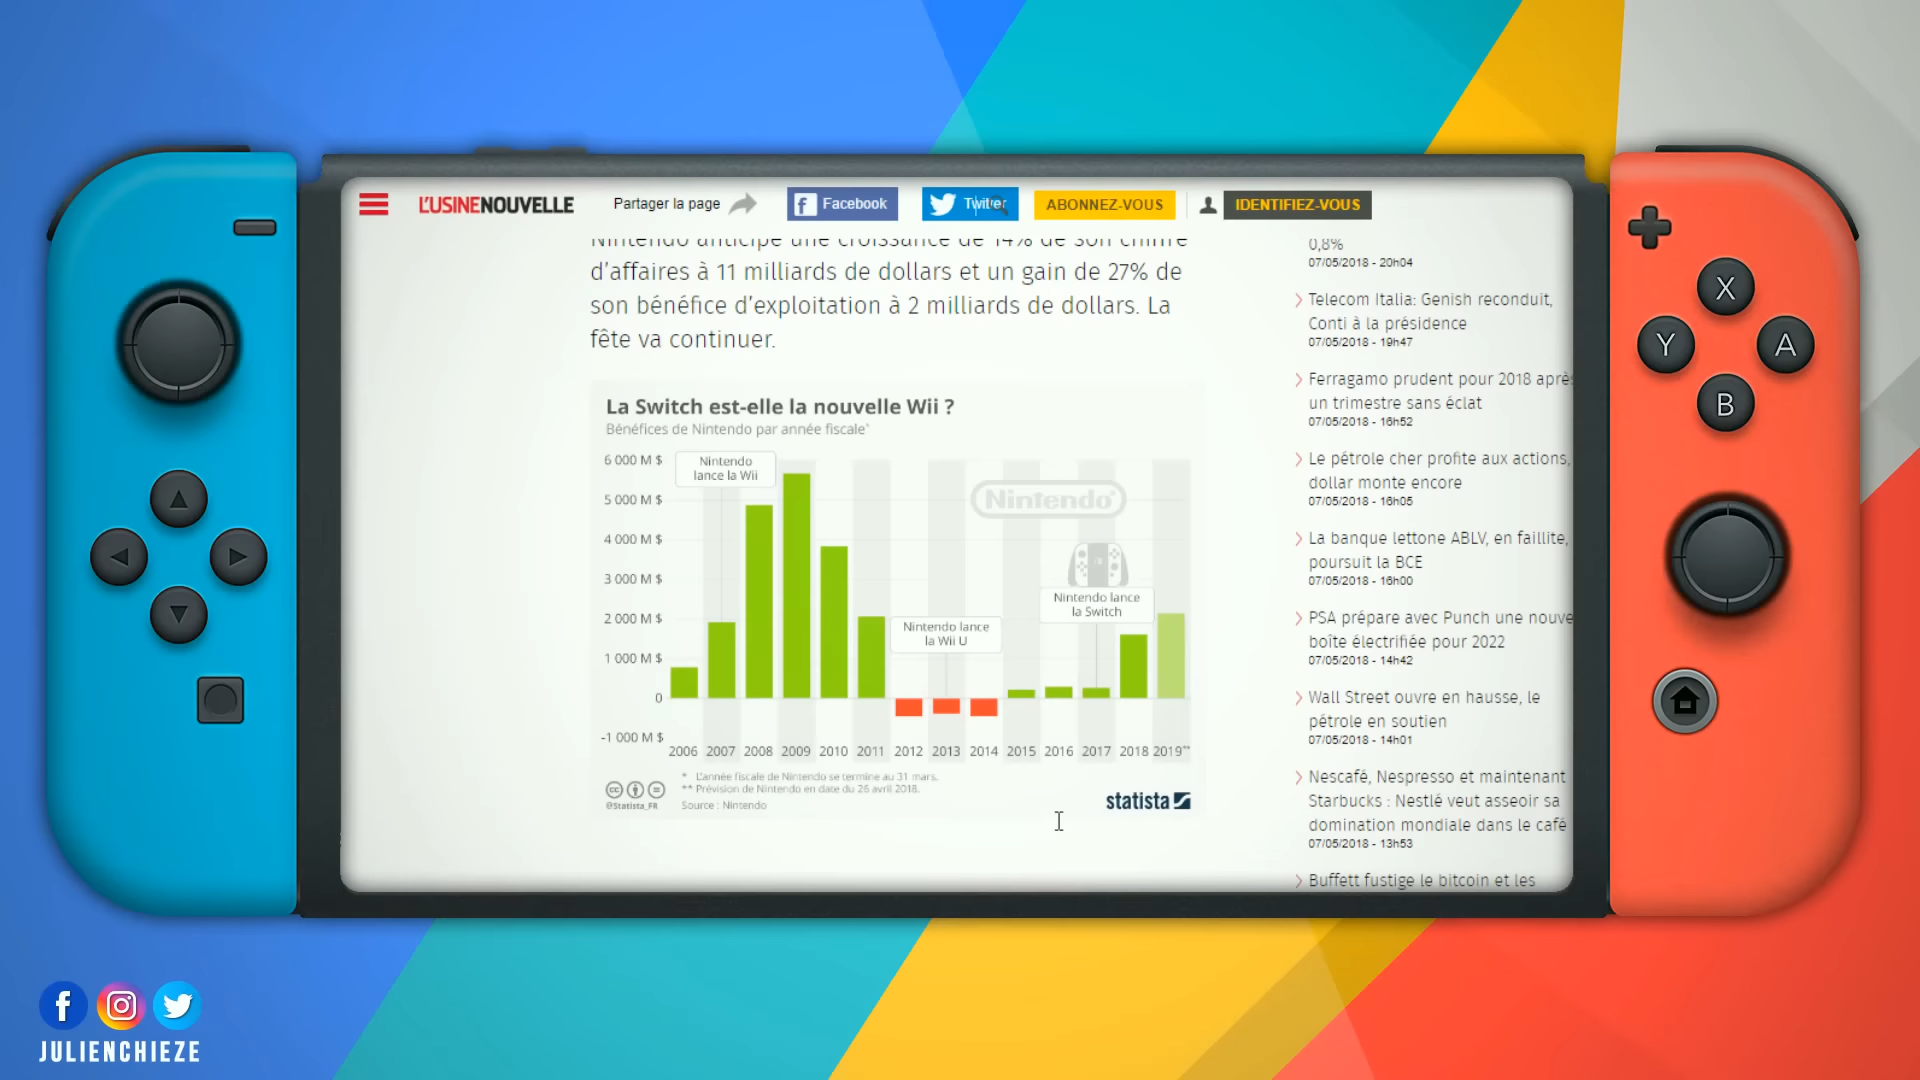 L'USINENOUVELLE
Partager la page
Facebook
Twitter
ABONNEZ-VOUS
IDENTIFIEZ-VOUS
Nintendo anticipe une croissance de 14% de son chiffre
d'affaires à 11 milliards de dollars et un gain de 27% de
son bénéfice d'exploitation à 2 milliards de dollars. La
fête va continuer.
La Switch est-elle la nouvelle Wii ?
Bénéfices de Nintendo par année fiscale*
6 000 M $
5 000 M $
4 000 M $
3 000 M $
2 000 M $
1 000 M $
0
-1 000 M $
Nintendo
lance la Wii
Nintendo lance
la Wii U
Nintendo
Nintendo lance
la Switch
2006 2007 2008 2009 2010 2011 2012 2013 2014 2015 2016 2017 2018 2019**
* L'année fiscale de Nintendo se termine au 31 mars.
** Prévision de Nintendo en date du 26 avril 2018.
@Statista_FR
Source : Nintendo
statista
0,8%
07/05/2018 - 20h04
Telecom Italia: Genish reconduit,
Conti à la présidence
07/05/2018 - 19h47
Ferragamo prudent pour 2018 après
un trimestre sans éclat
07/05/2018 - 16h52
Le pétrole cher profite aux actions,
dollar monte encore
07/05/2018 - 16h05
La banque lettone ABLV, en faillite,
poursuit la BCE
07/05/2018 - 16h00
PSA prépare avec Punch une nouve
boîte électrifiée pour 2022
07/05/2018 - 14h42
Wall Street ouvre en hausse, le
pétrole en soutien
07/05/2018 - 14h01
Nescafé, Nespresso et maintenant
Starbucks : Nestlé veut asseoir sa
domination mondiale dans le café
07/05/2018 - 13h53
Buffett fustige le bitcoin et les
X
Y
A
B
JULIENCHIEZE